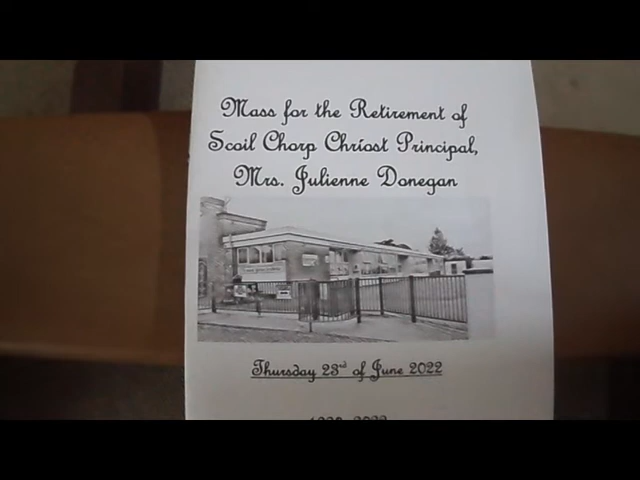 Mass for the Retirement of
Scoil Chorp Chríost Principal,
Mrs. Julienne Donegan
Thursday 23rd of June 2022